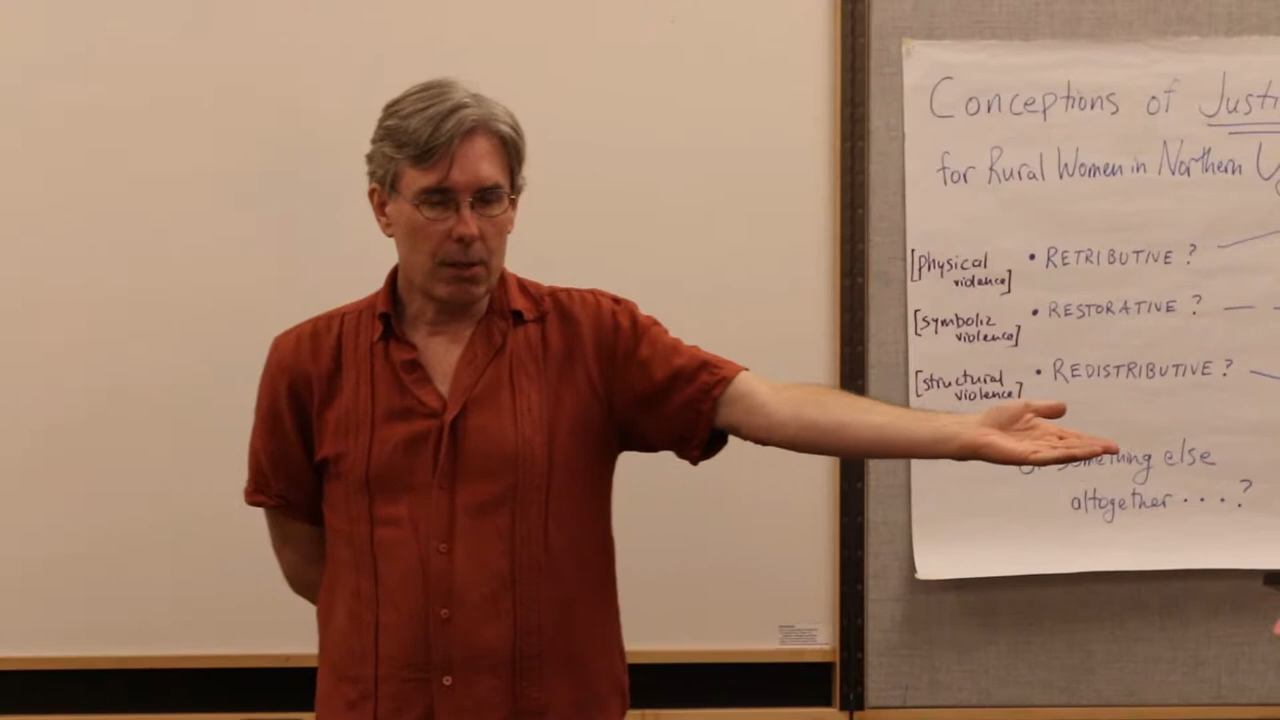 Conceptions of Justi
for Rural Women in Northern U
[physical violence] • RETRIBUTIVE ?
[symbolic violence] • RESTORATIVE ?
[structural violence] • REDISTRIBUTIVE ?
something else
altogether . . . . ?